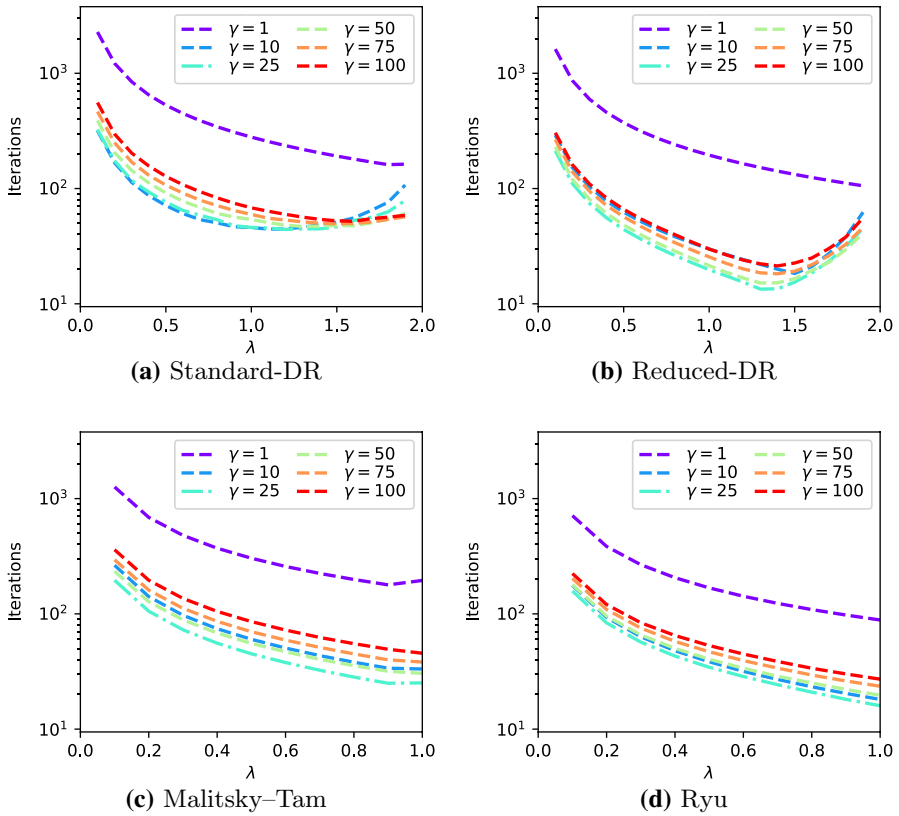 γ = 1 γ = 50
γ = 10 γ = 75
γ = 25 γ = 100
10³
10²
10¹
Iterations
0.0 0.5 1.0 1.5 2.0
λ
(a) Standard-DR
γ = 1 γ = 50
γ = 10 γ = 75
γ = 25 γ = 100
10³
10²
10¹
Iterations
0.0 0.5 1.0 1.5 2.0
λ
(b) Reduced-DR
γ = 1 γ = 50
γ = 10 γ = 75
γ = 25 γ = 100
10³
10²
10¹
Iterations
0.0 0.2 0.4 0.6 0.8 1.0
λ
(c) Malitsky–Tam
γ = 1 γ = 50
γ = 10 γ = 75
γ = 25 γ = 100
10³
10²
10¹
Iterations
0.0 0.2 0.4 0.6 0.8 1.0
λ
(d) Ryu